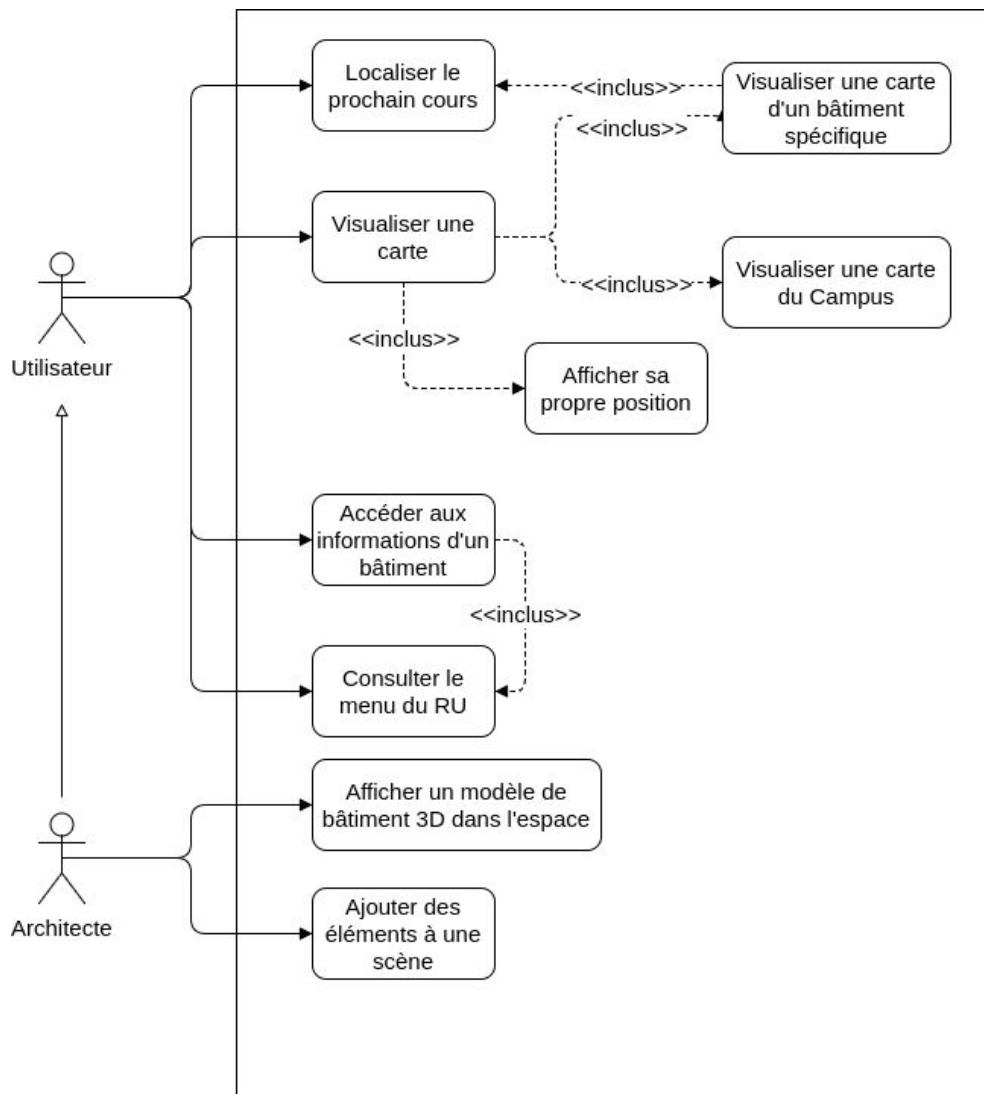 Localiser le
prochain cours
<<inclus>>
Visualiser une carte
d'un bâtiment
spécifique
<<inclus>>
Visualiser une
carte
<<inclus>>
Visualiser une carte
du Campus
Utilisateur
<<inclus>>
Afficher sa
propre position
Accéder aux
informations d'un
bâtiment
<<inclus>>
Consulter le
menu du RU
Afficher un modèle de
bâtiment 3D dans l'espace
Architecte
Ajouter des
éléments à une
scène